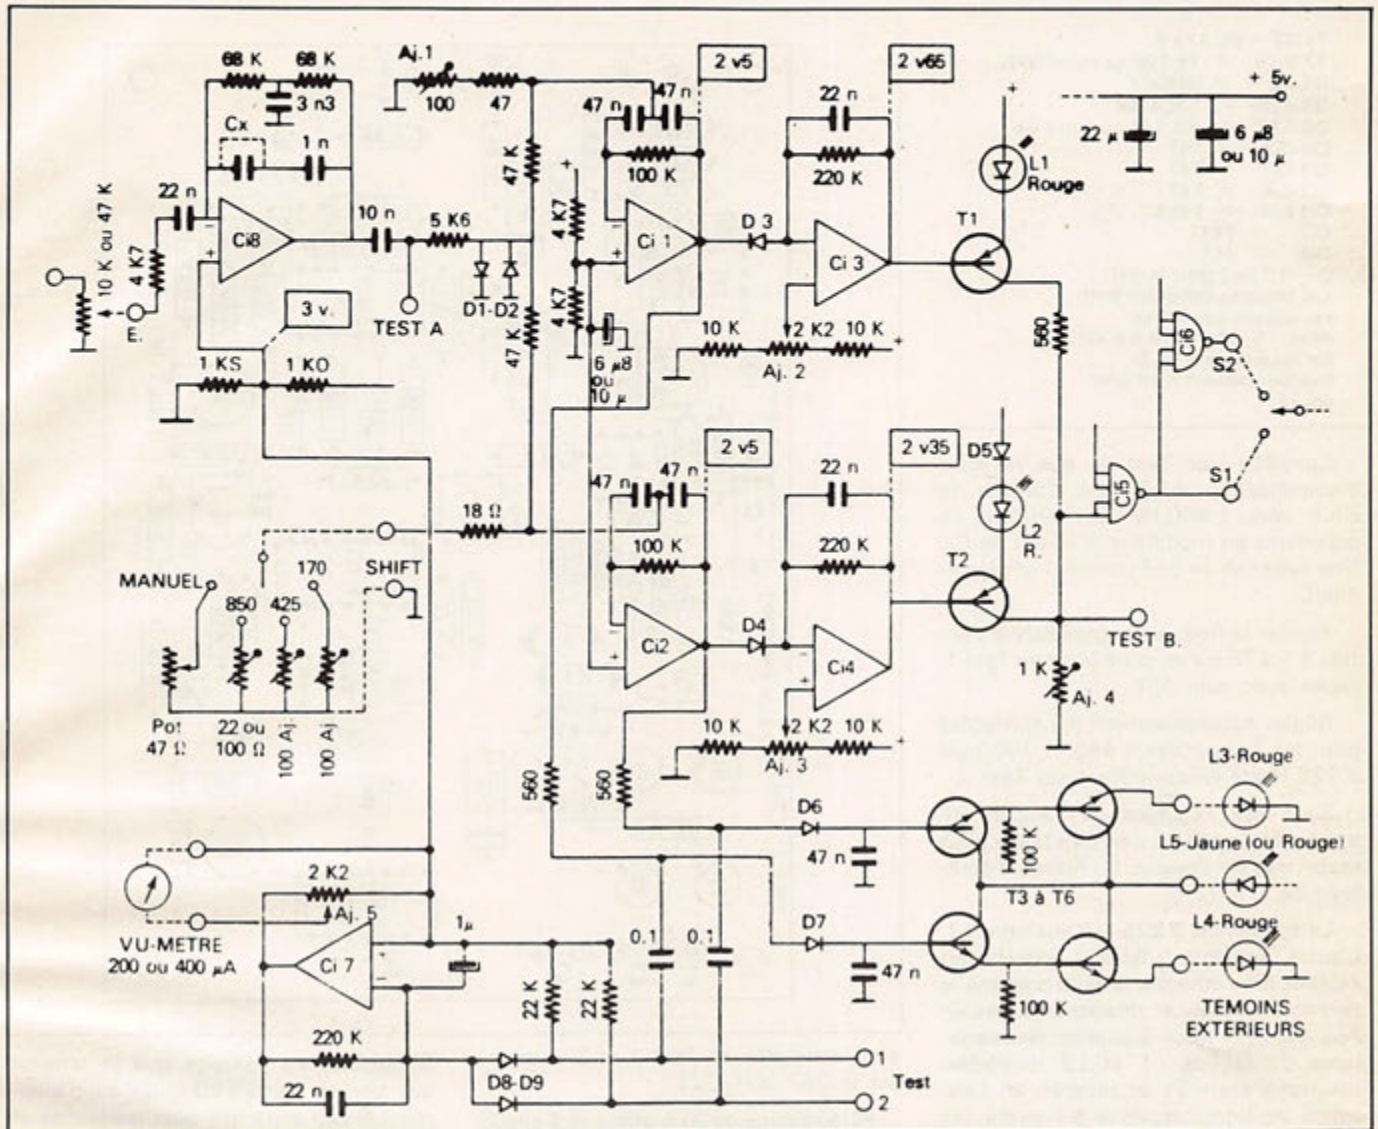 68 K
68 K
3 n3
Cx
1 n
22 n
10 K ou 47 K
4 K7
E.
Ci8
-
+
10 n
5 K6
TEST A
D1-D2
3 v.
1 KS
1 KO
Aj.1
100
47
47 K
47 K
47 n
47 n
100 K
2 v5
+
4 K7
4 K7
Ci 1
-
+
6 µ8
ou
10 µ
D 3
22 n
220 K
2 v65
Ci 3
-
+
10 K
2 K2
10 K
+
Aj. 2
T1
+
L1
Rouge
560
+ 5v.
22 µ
6 µ8
ou 10 µ
Ci6
S2
S1
Ci5
18 Ω
47 n
47 n
100 K
2 v5
Ci2
-
+
D4
22 n
220 K
2 v35
Ci4
-
+
10 K
2 K2
10 K
+
Aj. 3
D5
L2
R.
T2
TEST B.
1 K
Aj. 4
MANUEL
850
425
170
SHIFT
Pot
47 Ω
22 ou
100 Ω
100 Aj.
100 Aj.
560
560
VU-METRE
200 ou 400 µA
2 K2
Aj. 5
Ci 7
+
-
1µ
220 K
22 n
22 K
22 K
D8-D9
0.1
0.1
D6
47 n
D7
47 n
100 K
100 K
T3 à T6
L3-Rouge
L5-Jaune (ou Rouge)
L4-Rouge
TEMOINS
EXTERIEURS
1
Test
2